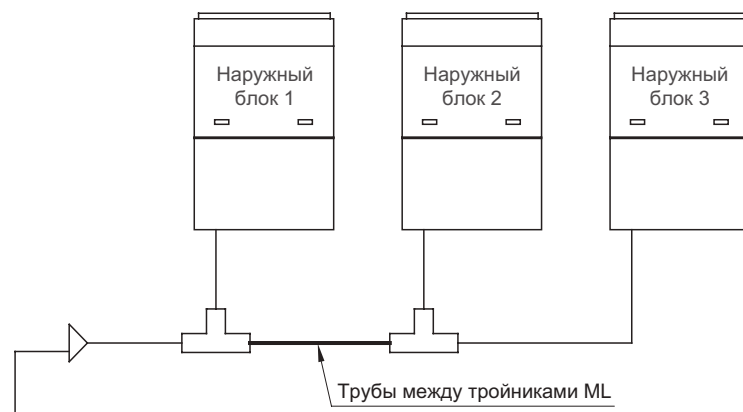 Наружный
блок 1
Наружный
блок 2
Наружный
блок 3
Трубы между тройниками ML